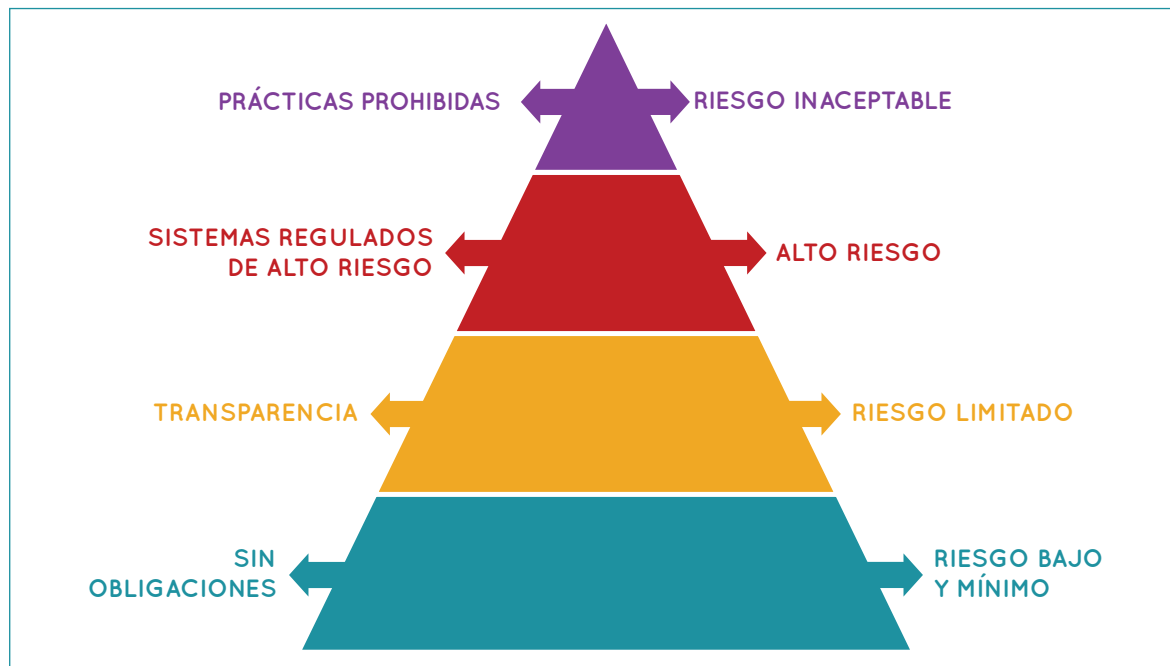 PRÁCTICAS PROHIBIDAS
RIESGO INACEPTABLE
SISTEMAS REGULADOS
DE ALTO RIESGO
ALTO RIESGO
TRANSPARENCIA
RIESGO LIMITADO
SIN
OBLIGACIONES
RIESGO BAJO
Y MÍNIMO